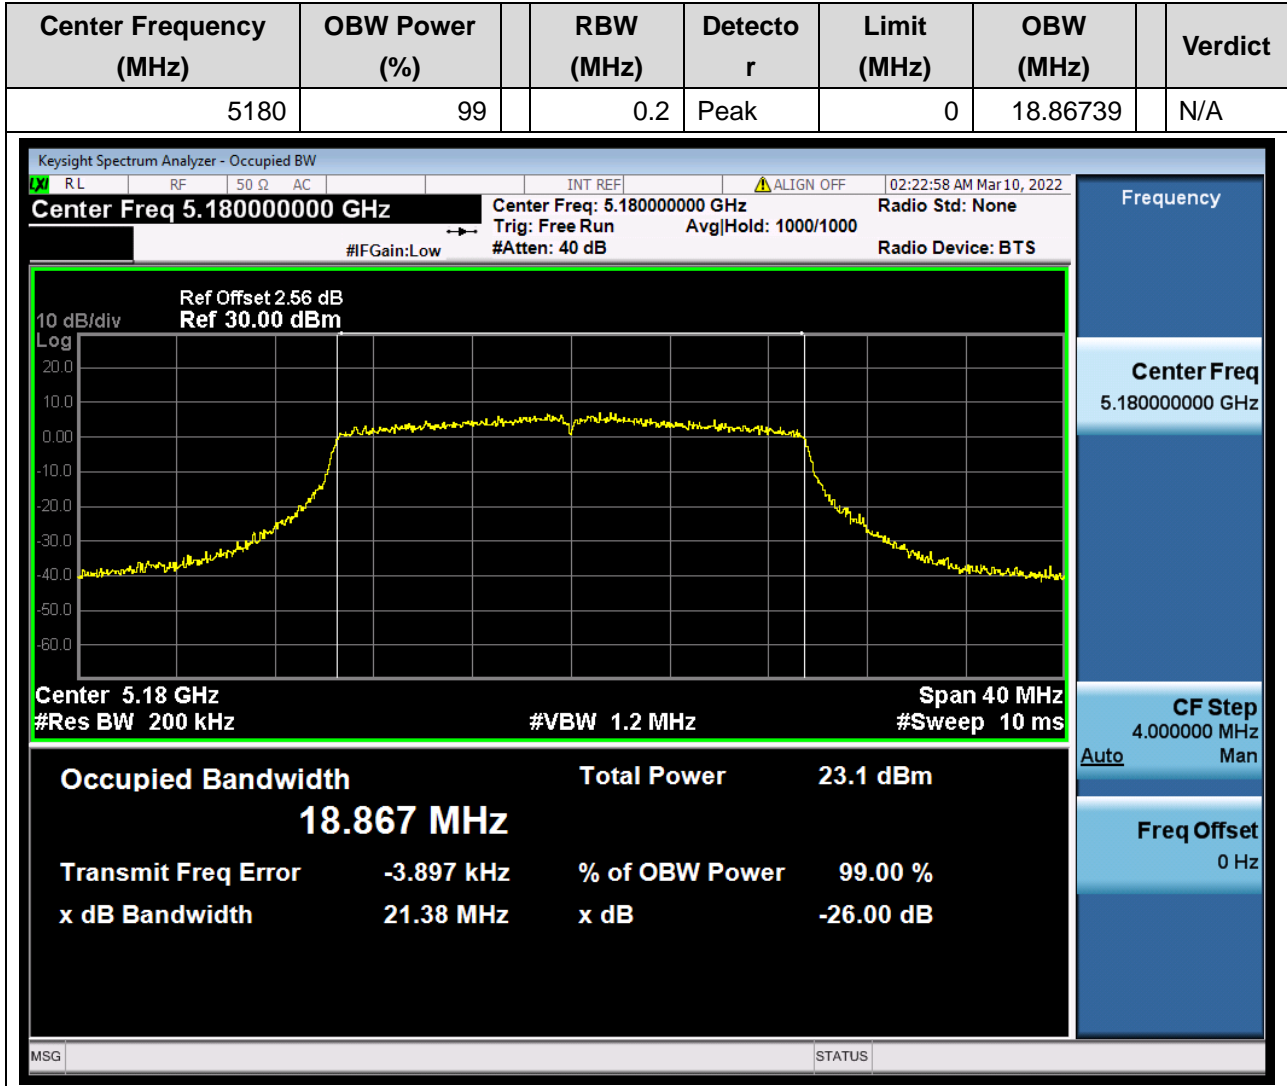 Center Frequency (MHz) OBW Power (%) RBW (MHz) Detecto r Limit (MHz) OBW (MHz) Verdict
5180 99 0.2 Peak 0 18.86739 N/A
Keysight Spectrum Analyzer - Occupied BW
LXI RL RF 50 Ω AC INT REF ALIGN OFF 02:22:58 AM Mar 10, 2022
Center Freq 5.180000000 GHz
Center Freq: 5.180000000 GHz Radio Std: None
Trig: Free Run Avg|Hold: 1000/1000
#IFGain:Low #Atten: 40 dB Radio Device: BTS
Ref Offset 2.56 dB
10 dB/div Ref 30.00 dBm
Log
20.0
10.0
0.00
-10.0
-20.0
-30.0
-40.0
-50.0
-60.0
Center 5.18 GHz Span 40 MHz
#Res BW 200 kHz #VBW 1.2 MHz #Sweep 10 ms
Occupied Bandwidth Total Power 23.1 dBm
18.867 MHz
Transmit Freq Error -3.897 kHz % of OBW Power 99.00 %
x dB Bandwidth 21.38 MHz x dB -26.00 dB
MSG STATUS
Frequency
Center Freq
5.180000000 GHz
CF Step
4.000000 MHz
Auto Man
Freq Offset
0 Hz